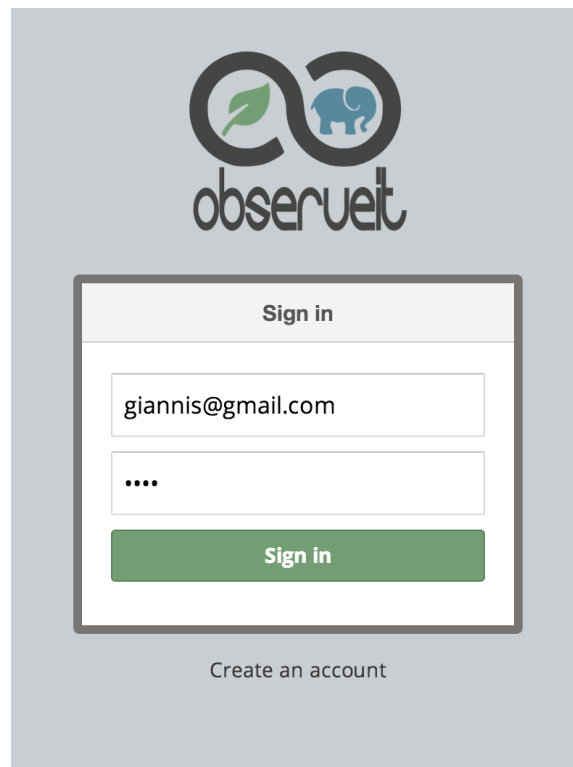 observeit
Sign in
giannis@gmail.com
••••
Sign in
Create an account